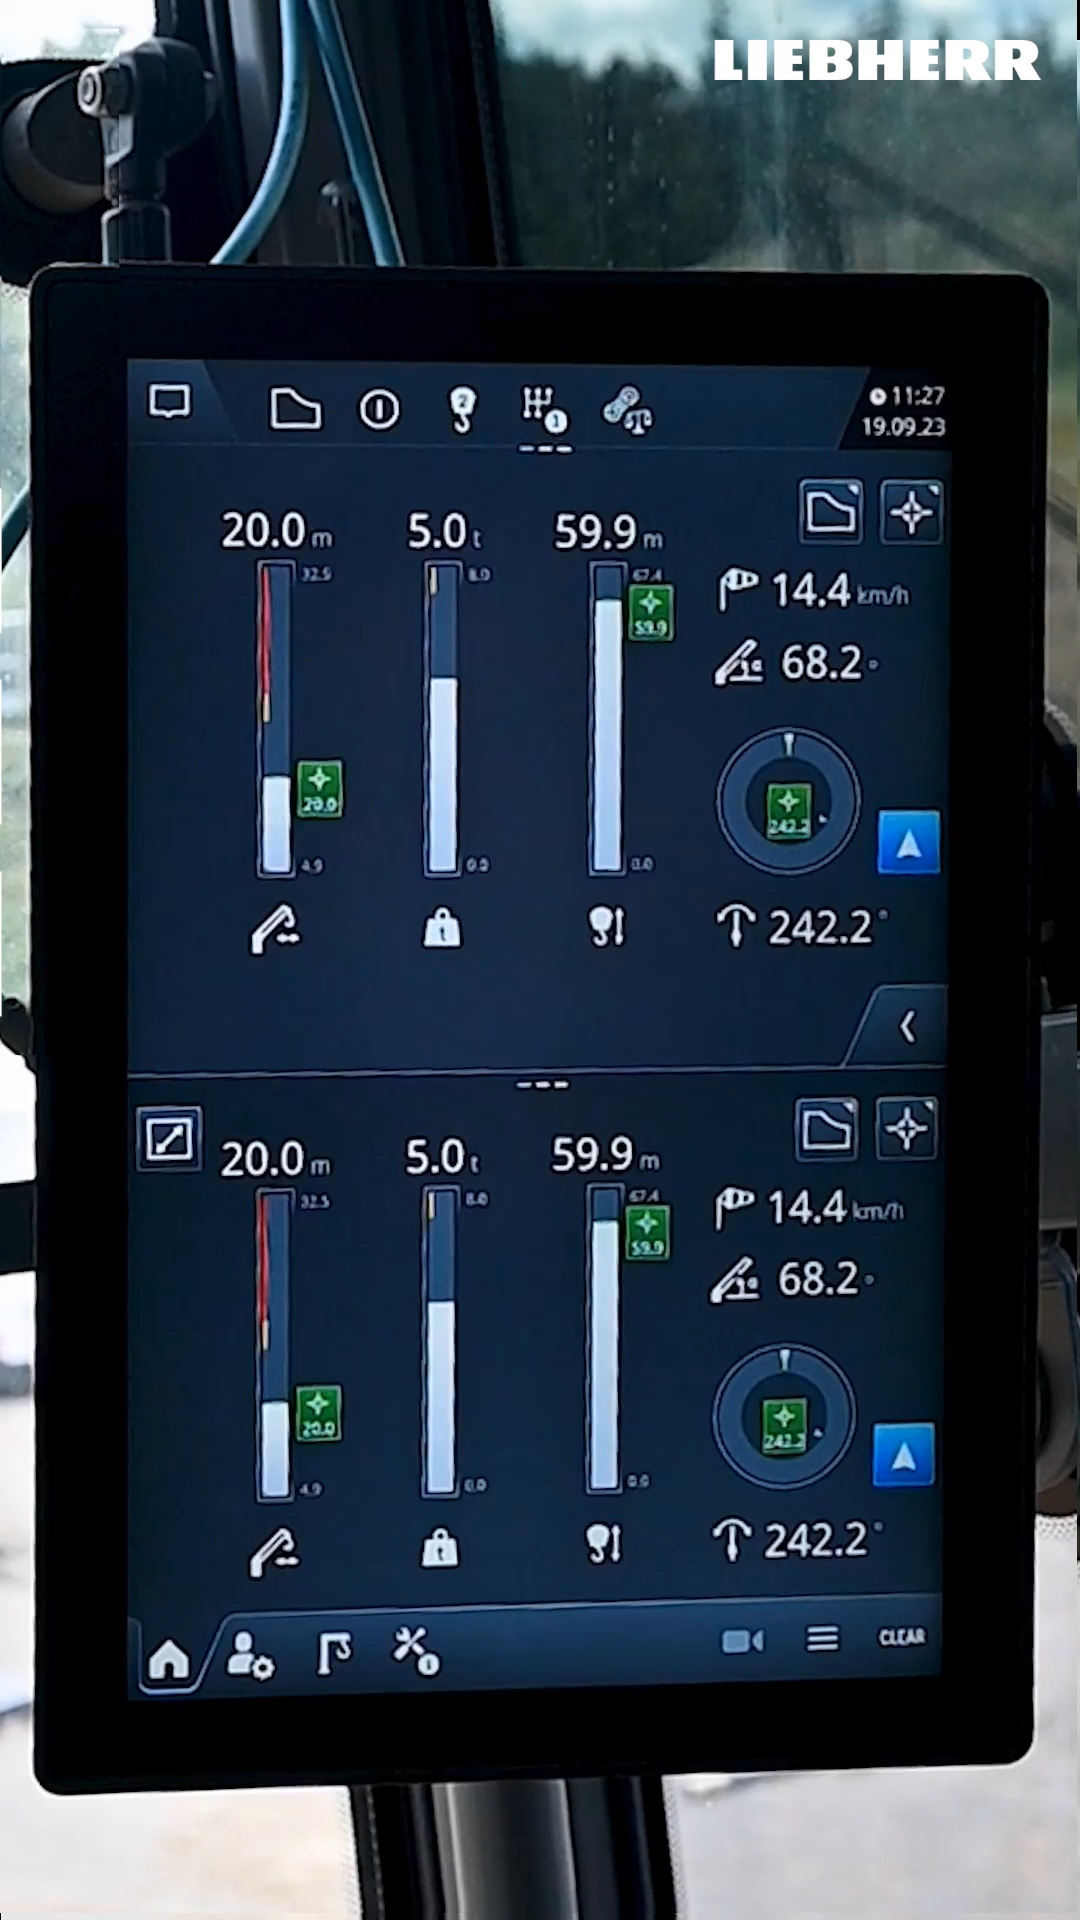 LIEBHERR
11:27
19.09.23
20.0 m 5.0 t 59.9 m
32.5 8.0 67.4
59.9
14.4 km/h
68.2°
20.0
242.2
4.9 0.0 0.0
t
242.2°
20.0 m 5.0 t 59.9 m
32.5 8.0 67.4
59.9
14.4 km/h
68.2°
20.0
242.2
4.9 0.0 0.0
t
242.2°
CLEAR